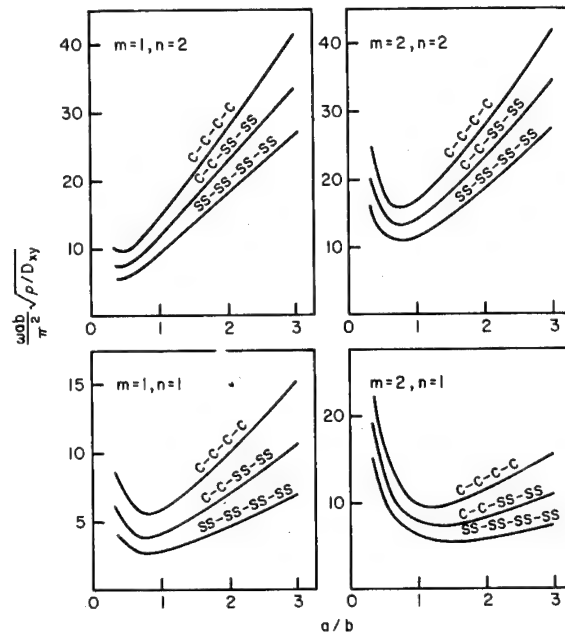 m=1, n=2
40
30
20
10
0
1
2
3
C-C-C-C
C-C-SS-SS
SS-SS-SS-SS
m=2, n=2
40
30
20
10
0
1
2
3
C-C-C-C
C-C-SS-SS
SS-SS-SS-SS
ωab/π² √ρ/D_xy
m=1, n=1
15
10
5
0
1
2
3
C-C-C-C
C-C-SS-SS
SS-SS-SS-SS
m=2, n=1
20
10
0
1
2
3
C-C-C-C
C-C-SS-SS
SS-SS-SS-SS
a/b